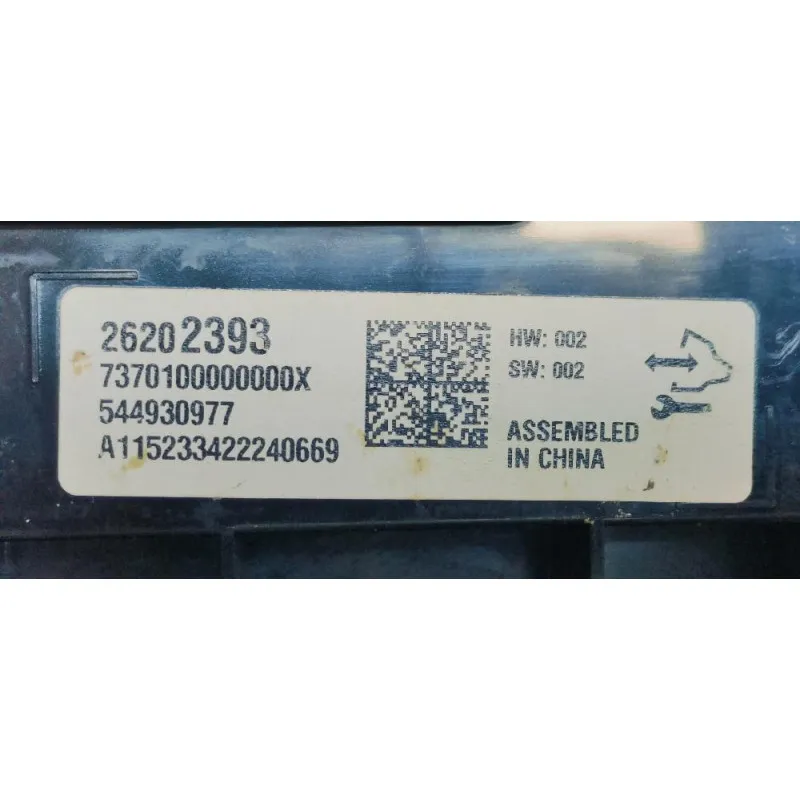 26202393
7370100000000X
544930977
A115233422240669
HW: 002
SW: 002
ASSEMBLED
IN CHINA